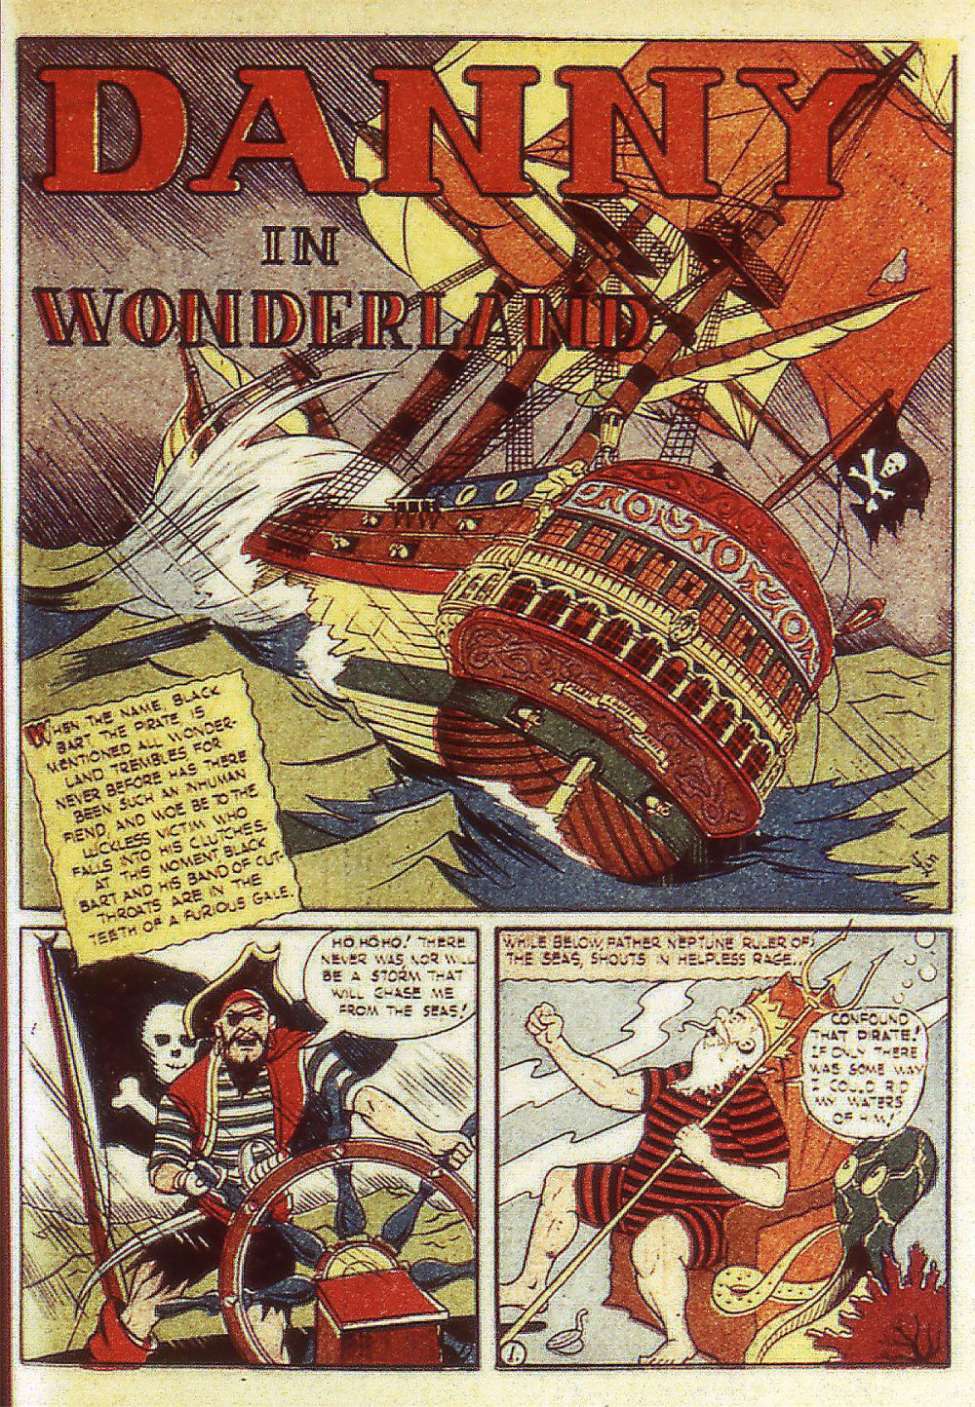 DANNY
IN
WONDERLAND
WHEN THE NAME, BLACK
BART THE PIRATE IS
MENTIONED ALL WONDER-
LAND TREMBLES FOR
NEVER BEFORE HAS THERE
BEEN SUCH AN INHUMAN
FIEND, AND WOE BE TO THE
LUCKLESS VICTIM WHO
FALLS INTO HIS CLUTCHES.
AT THIS MOMENT, BLACK
BART AND HIS BAND OF CUT-
THROATS ARE IN THE
TEETH OF A FURIOUS GALE.
HO, HO HO! THERE
NEVER WAS, NOR WILL
BE A STORM THAT
WILL CHASE ME
FROM THE SEAS!
WHILE BELOW, FATHER NEPTUNE, RULER OF
THE SEAS, SHOUTS IN HELPLESS RAGE..
CONFOUND
THAT PIRATE!
IF ONLY THERE
WAS SOME WAY
I COULD RID
MY WATERS
OF HIM!
1.